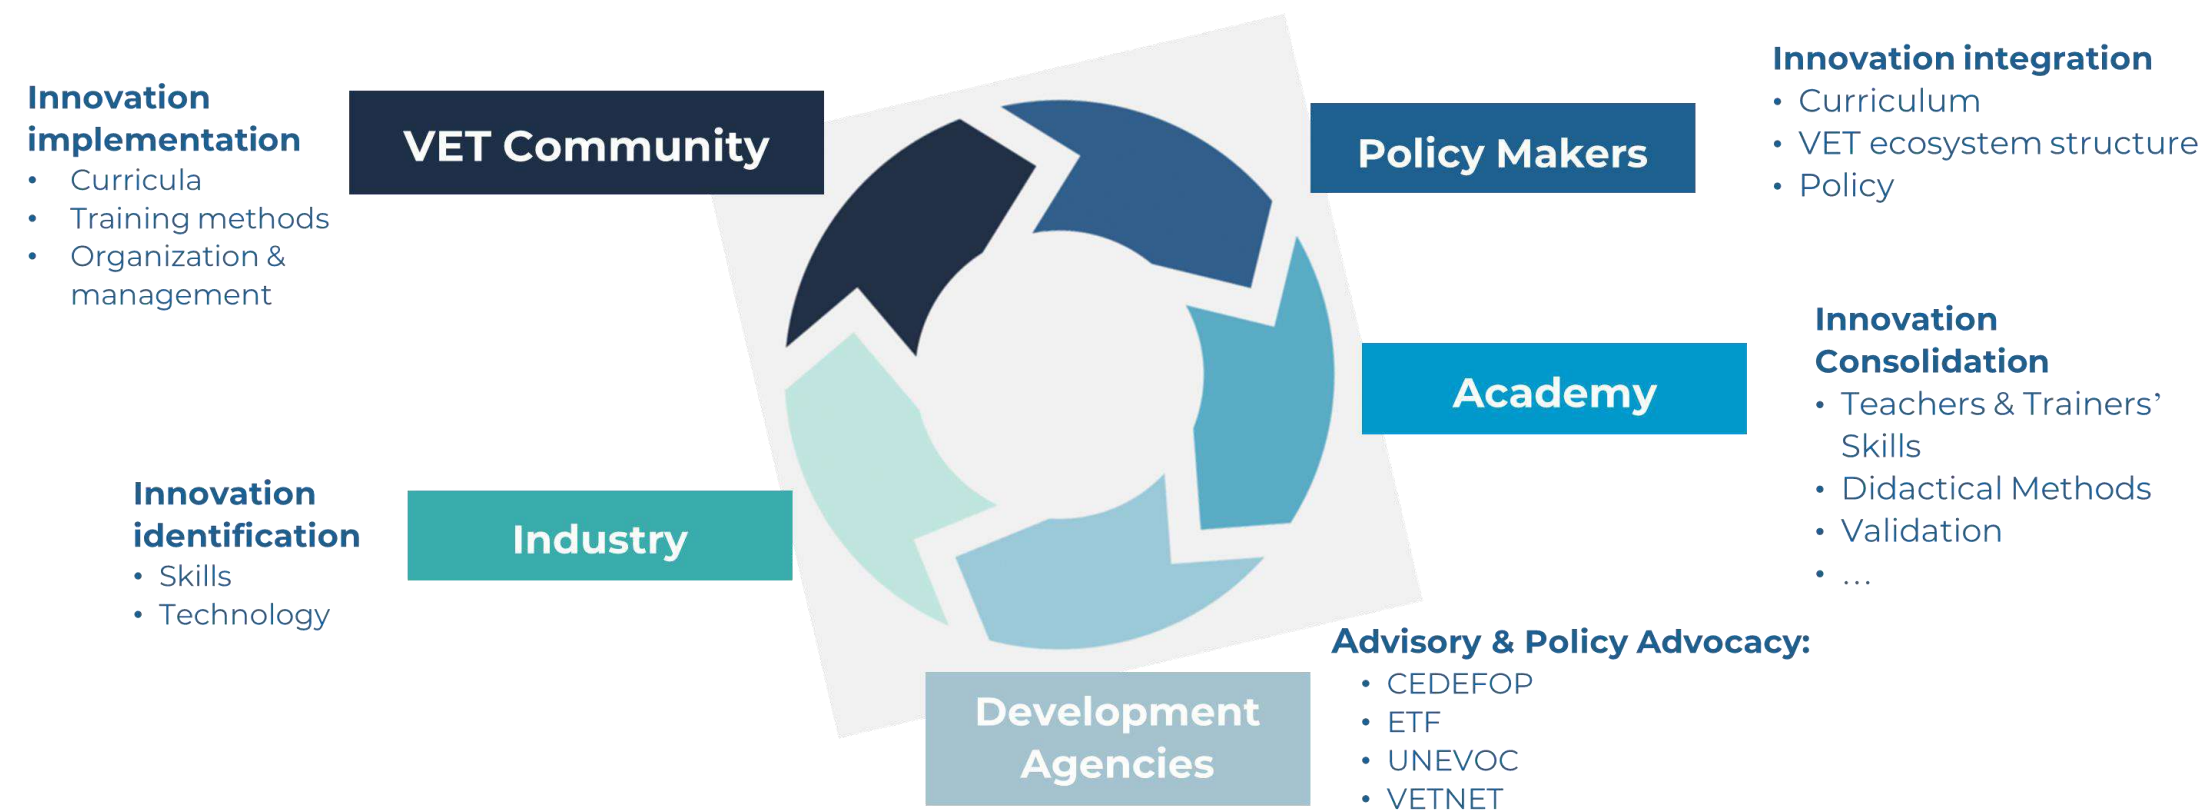 Innovation
implementation
• Curricula
• Training methods
• Organization &
management
VET Community
Policy Makers
Innovation integration
• Curriculum
• VET ecosystem structure
• Policy
Academy
Innovation
Consolidation
• Teachers & Trainers’
Skills
• Didactical Methods
• Validation
• …
Innovation
identification
• Skills
• Technology
Industry
Development
Agencies
Advisory & Policy Advocacy:
• CEDEFOP
• ETF
• UNEVOC
• VETNET